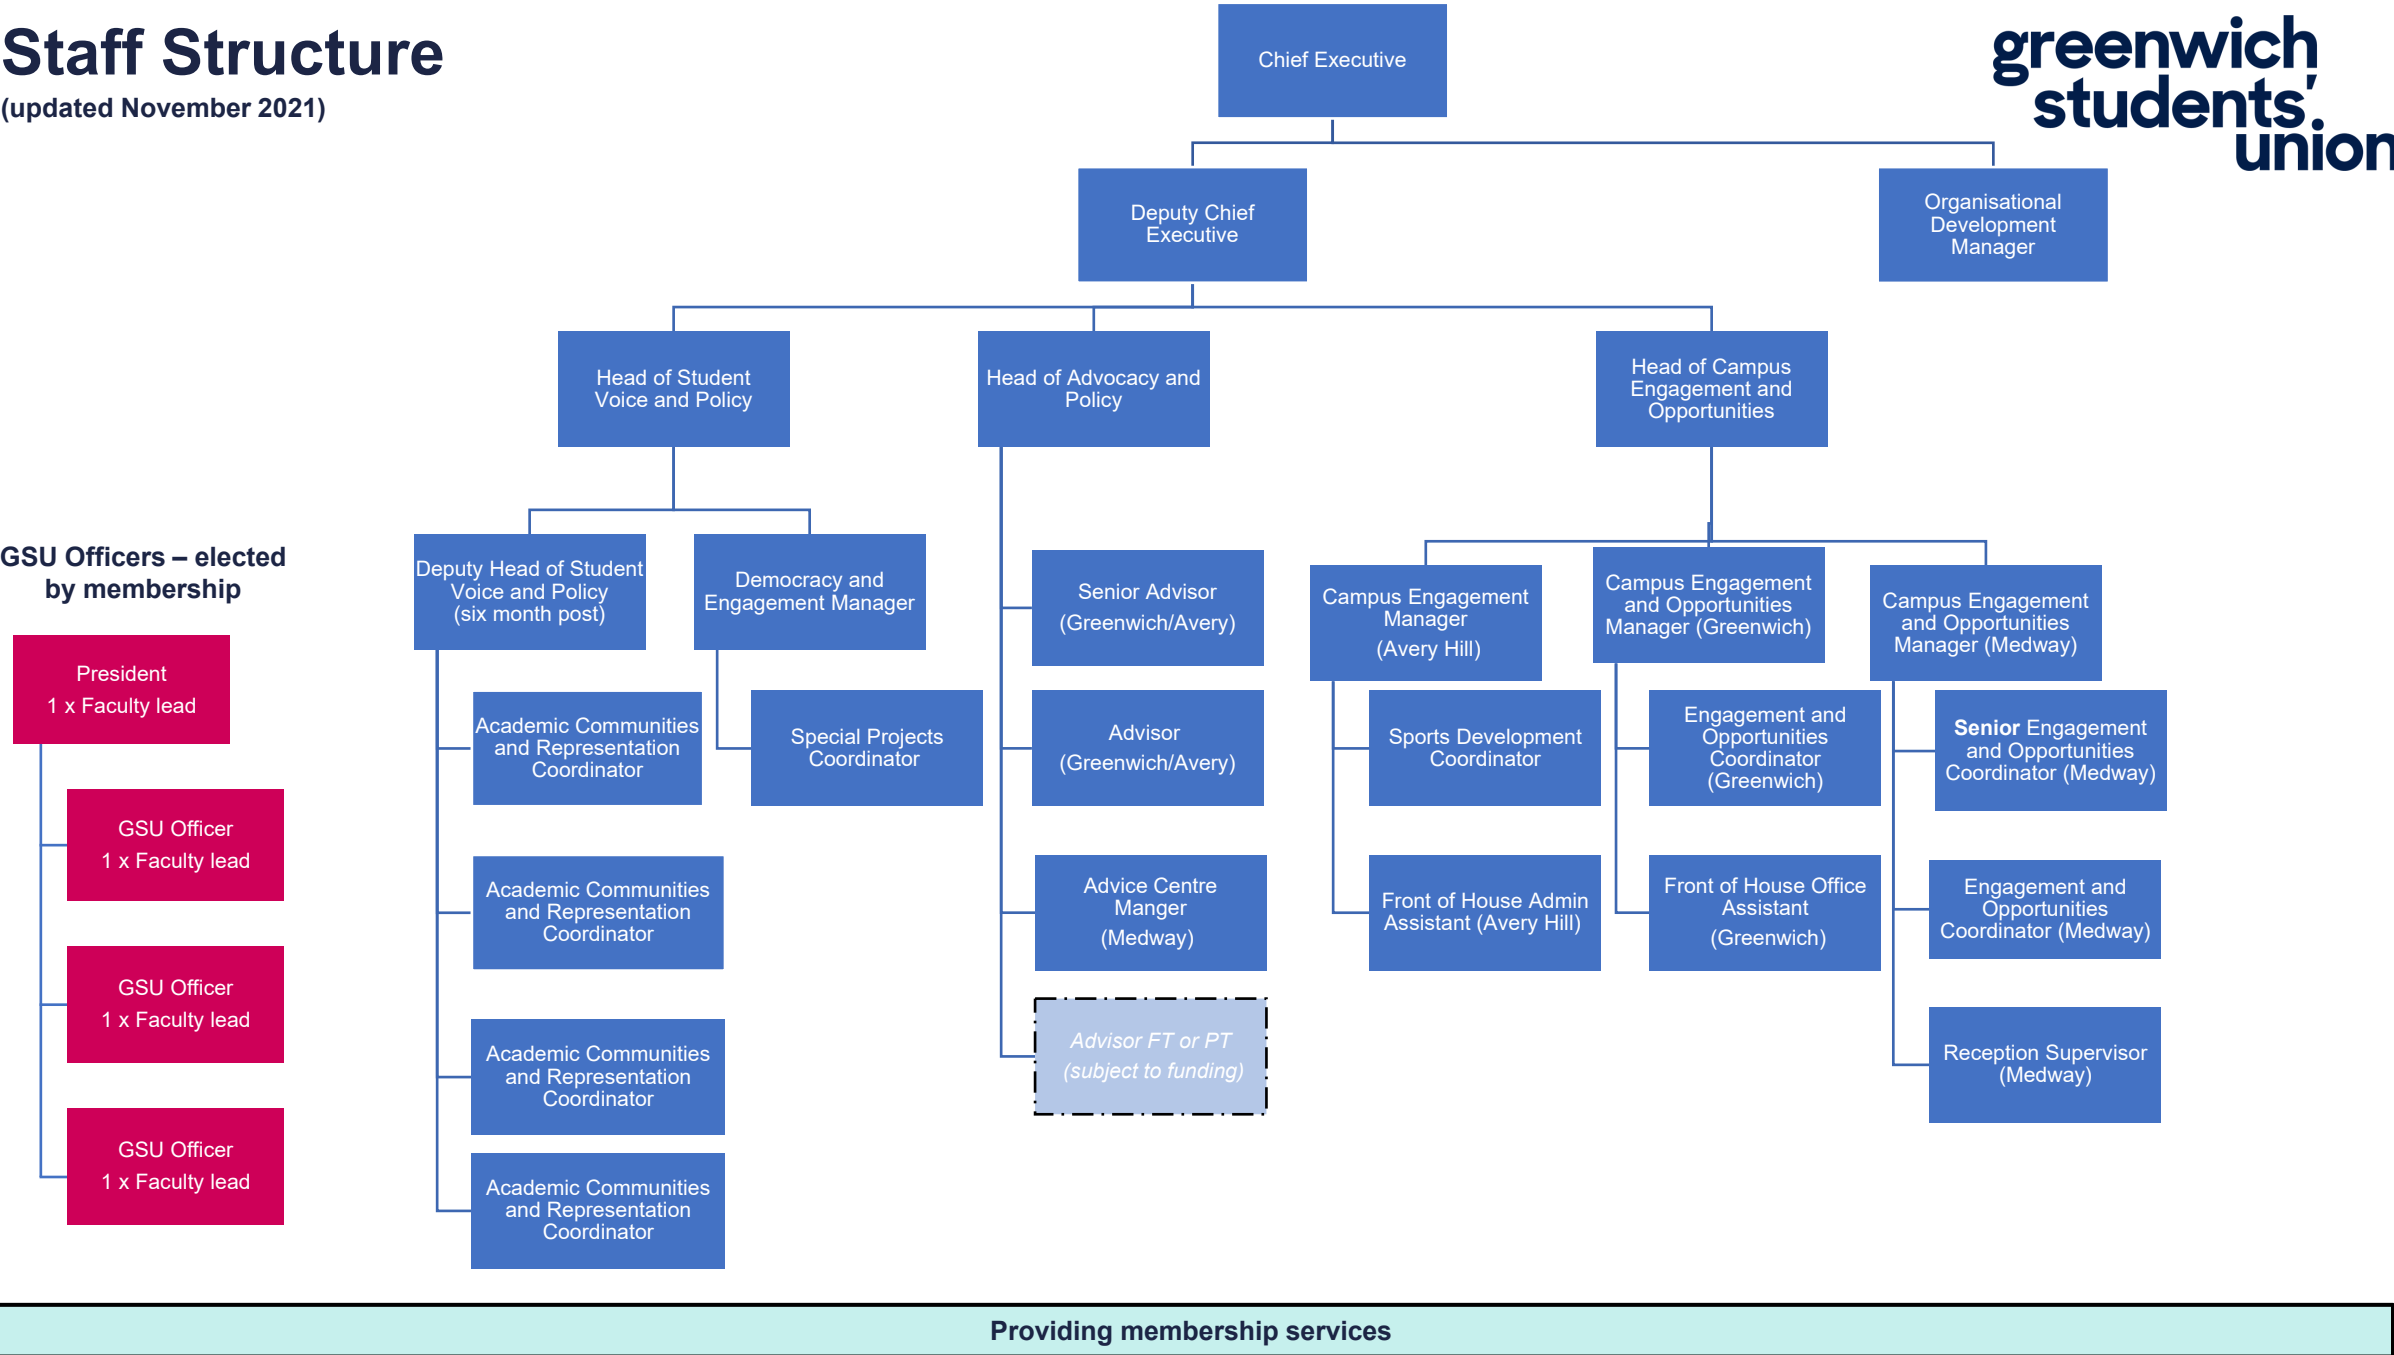 Staff Structure
(updated November 2021)
greenwich
students'
union
Chief Executive
Deputy Chief
Executive
Organisational
Development
Manager
Head of Student
Voice and Policy
Head of Advocacy and
Policy
Head of Campus
Engagement and
Opportunities
GSU Officers – elected
by membership
President
1 x Faculty lead
GSU Officer
1 x Faculty lead
GSU Officer
1 x Faculty lead
GSU Officer
1 x Faculty lead
Deputy Head of Student
Voice and Policy
(six month post)
Academic Communities
and Representation
Coordinator
Academic Communities
and Representation
Coordinator
Academic Communities
and Representation
Coordinator
Academic Communities
and Representation
Coordinator
Democracy and
Engagement Manager
Special Projects
Coordinator
Senior Advisor
(Greenwich/Avery)
Advisor
(Greenwich/Avery)
Advice Centre
Manger
(Medway)
Advisor FT or PT
(subject to funding)
Campus Engagement
Manager
(Avery Hill)
Sports Development
Coordinator
Front of House Admin
Assistant (Avery Hill)
Campus Engagement
and Opportunities
Manager (Greenwich)
Engagement and
Opportunities
Coordinator
(Greenwich)
Front of House Office
Assistant
(Greenwich)
Campus Engagement
and Opportunities
Manager (Medway)
Senior Engagement
and Opportunities
Coordinator (Medway)
Engagement and
Opportunities
Coordinator (Medway)
Reception Supervisor
(Medway)
Providing membership services